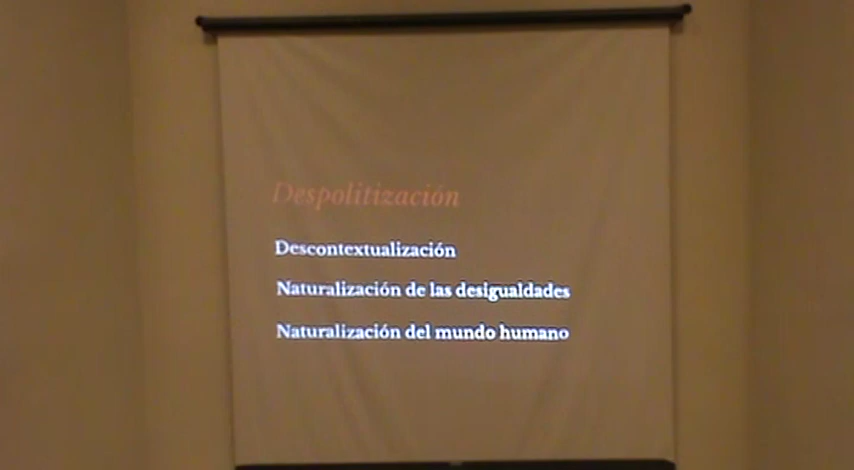 Despolitización
Descontextualización
Naturalización de las desigualdades
Naturalización del mundo humano